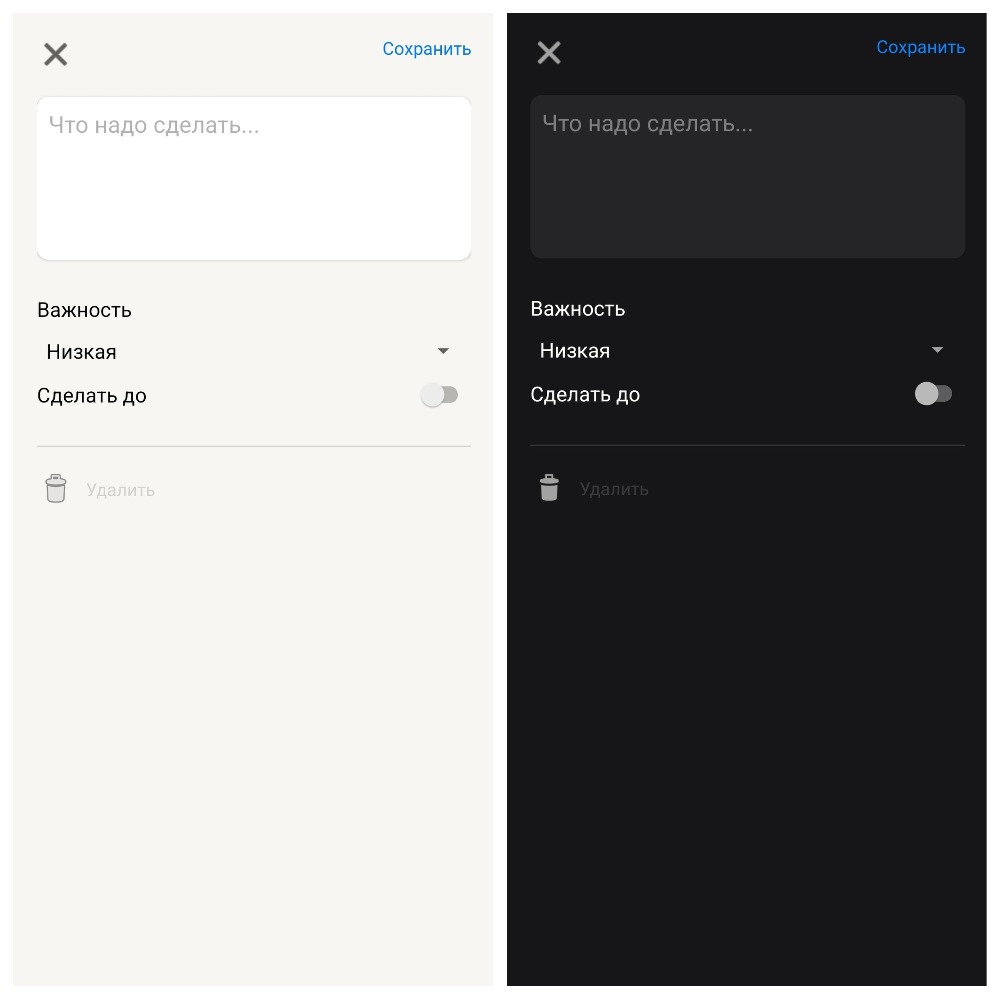 Сохранить
Что надо сделать...
Важность
Низкая
Сделать до
Удалить
Сохранить
Что надо сделать...
Важность
Низкая
Сделать до
Удалить